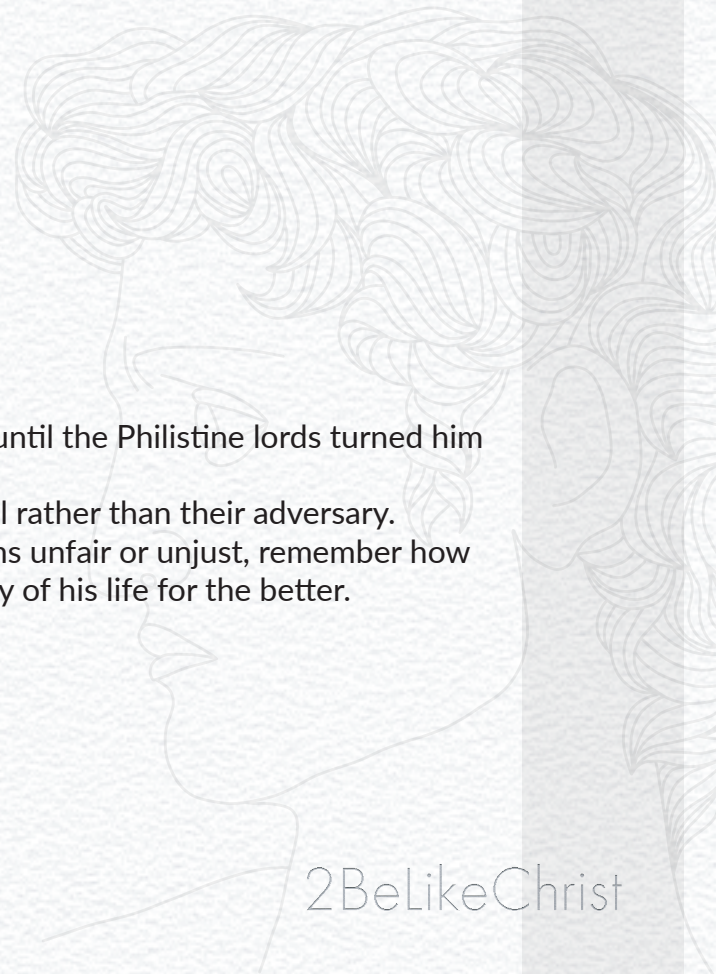 until the Philistine lords turned him
rather than their adversary.
unfair or unjust, remember how
of his life for the better.
2BeLikeChrist